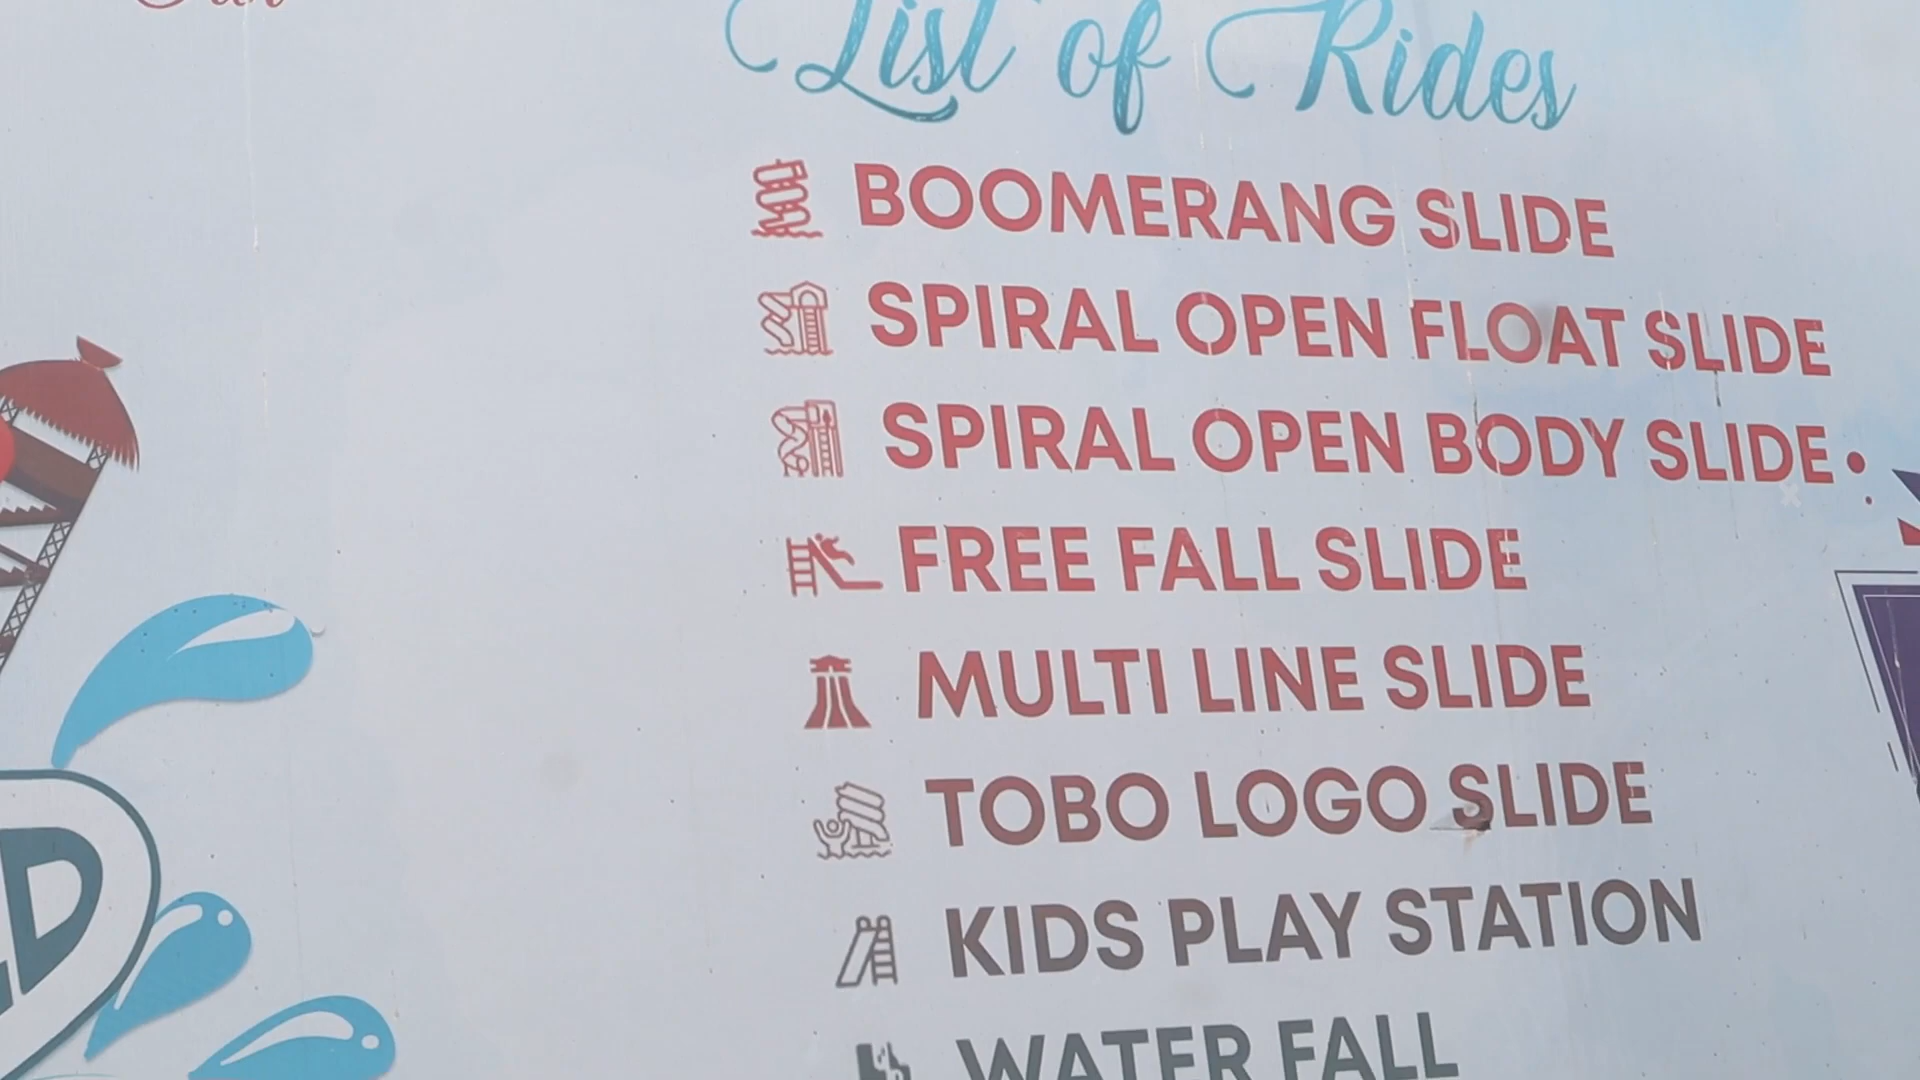 List of Rides
BOOMERANG SLIDE
SPIRAL OPEN FLOAT SLIDE
SPIRAL OPEN BODY SLIDE
FREE FALL SLIDE
MULTI LINE SLIDE
TOBO LOGO SLIDE
KIDS PLAY STATION
WATER FALL